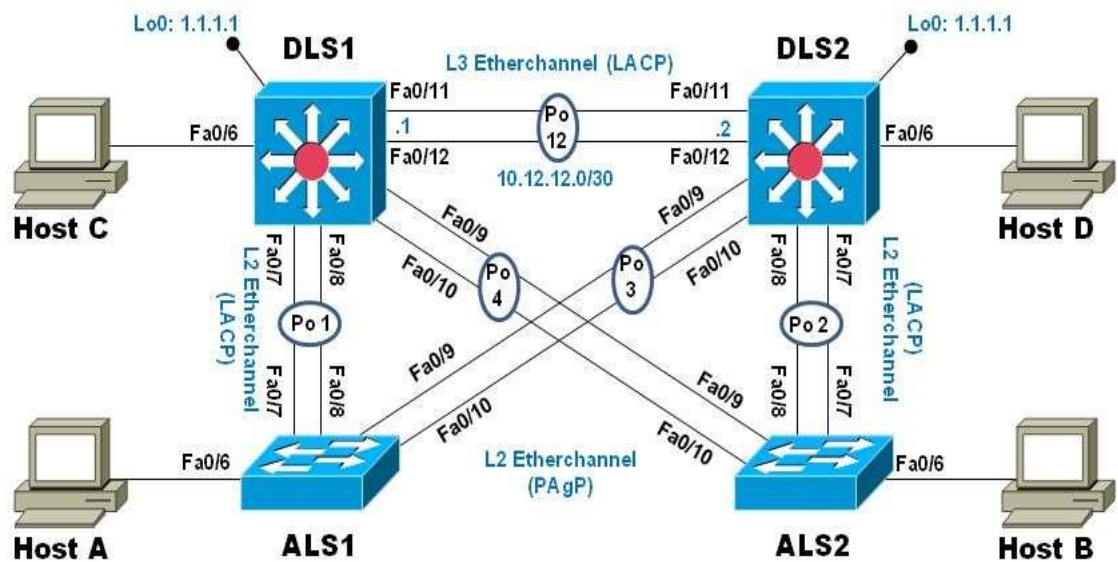 Lo0: 1.1.1.1
Lo0: 1.1.1.1
DLS1
DLS2
L3 Etherchannel (LACP)
Fa0/11
Fa0/11
Po
12
Fa0/6
.1
.2
Fa0/6
Fa0/12
Fa0/12
10.12.12.0/30
Host C
Host D
Fa0/9
Fa0/9
Fa0/7
Fa0/8
Fa0/10
Po
4
Po
3
Fa0/10
Fa0/8
Fa0/7
L2 Etherchannel
(LACP)
Po 1
Po 2
L2 Etherchannel
(LACP)
Fa0/7
Fa0/8
Fa0/9
Fa0/10
Fa0/9
Fa0/10
Fa0/8
Fa0/7
L2 Etherchannel
(PAgP)
Fa0/6
Fa0/6
Host A
ALS1
ALS2
Host B